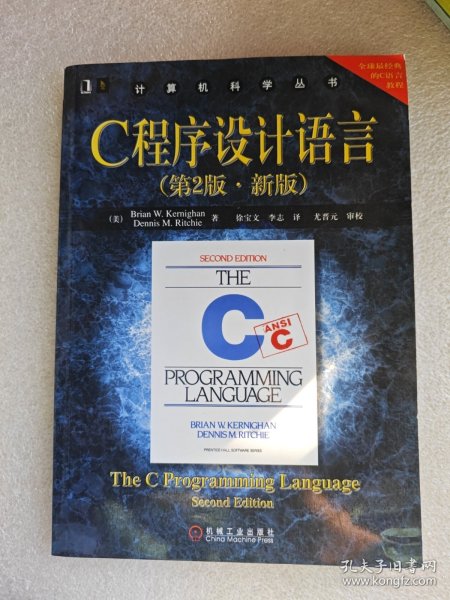 计算机科学丛书
全球最经典
的C语言
教程
C程序设计语言
(第2版·新版)
(美) Brian W. Kernighan
Dennis M. Ritchie 著 徐宝文 李志 译 尤晋元 审校
SECOND EDITION
THE
C
ANSI
C
PROGRAMMING
LANGUAGE
BRIAN W. KERNIGHAN
DENNIS M. RITCHIE
PRENTICE HALL SOFTWARE SERIES
The C Programming Language
Second Edition
机械工业出版社
China Machine Press
孔夫子旧书网
www.kongfz.com